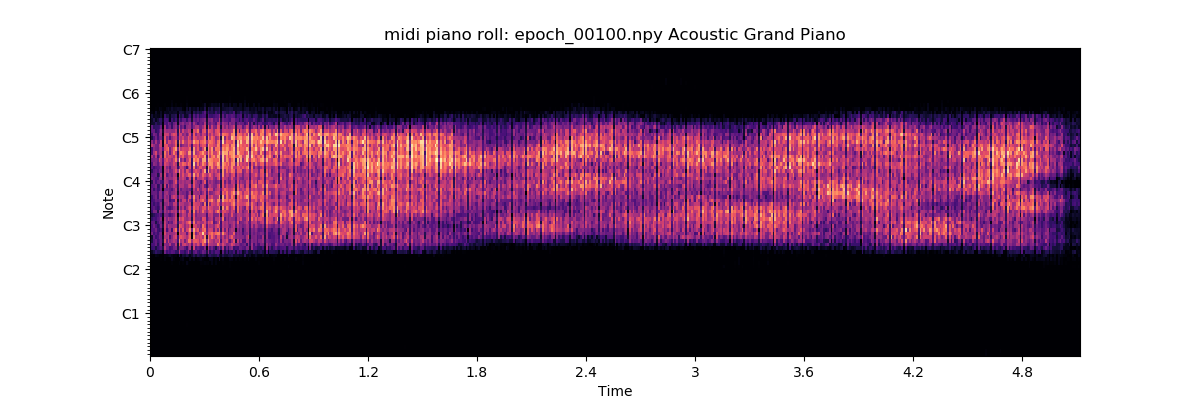 midi piano roll: epoch_00100.npy Acoustic Grand Piano
C7
C6
C5
C4
C3
C2
C1
Note
0 0.6 1.2 1.8 2.4 3 3.6 4.2 4.8
Time